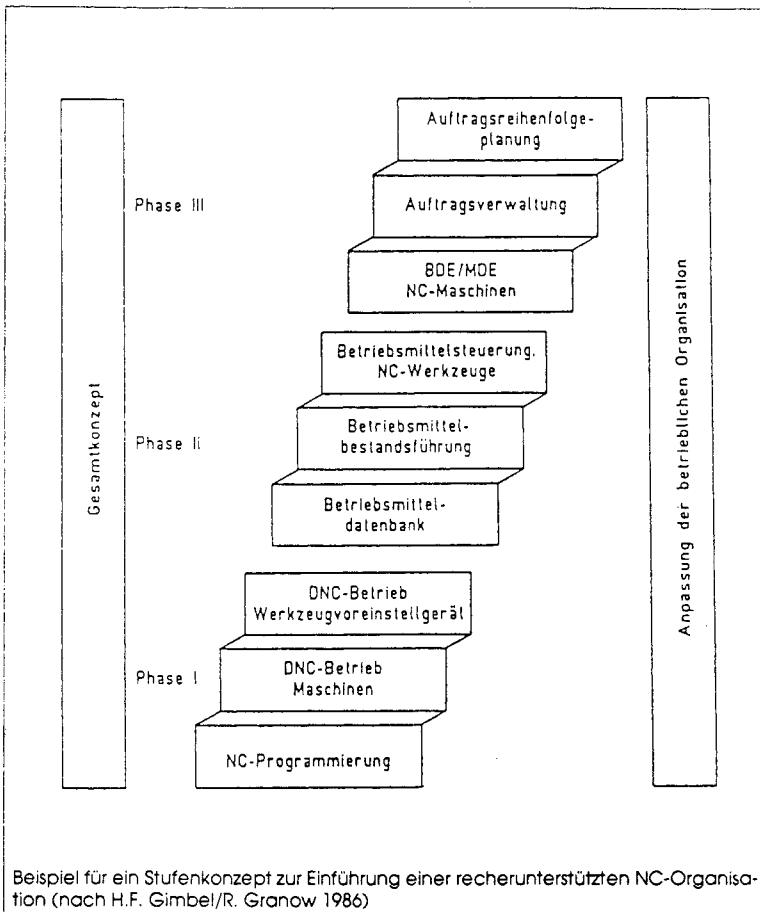 Auftragsreihenfolge-
planung
Phase III
Auftragsverwaltung
BDE/MDE
NC-Maschinen
Gesamtkonzept
Betriebsmittelsteuerung.
NC-Werkzeuge
Phase Ii
Betriebsmittel-
bestandsführung
Betriebsmittel-
datenbank
Anpassung der betrieblichen Organisation
DNC-Betrieb
Werkzeugvoreinstellgerät
Phase I
DNC-Betrieb
Maschinen
NC-Programmierung
Beispiel für ein Stufenkonzept zur Einführung einer recherunterstützten NC-Organisa-
tion (nach H.F. Gimbel/R. Granow 1986)